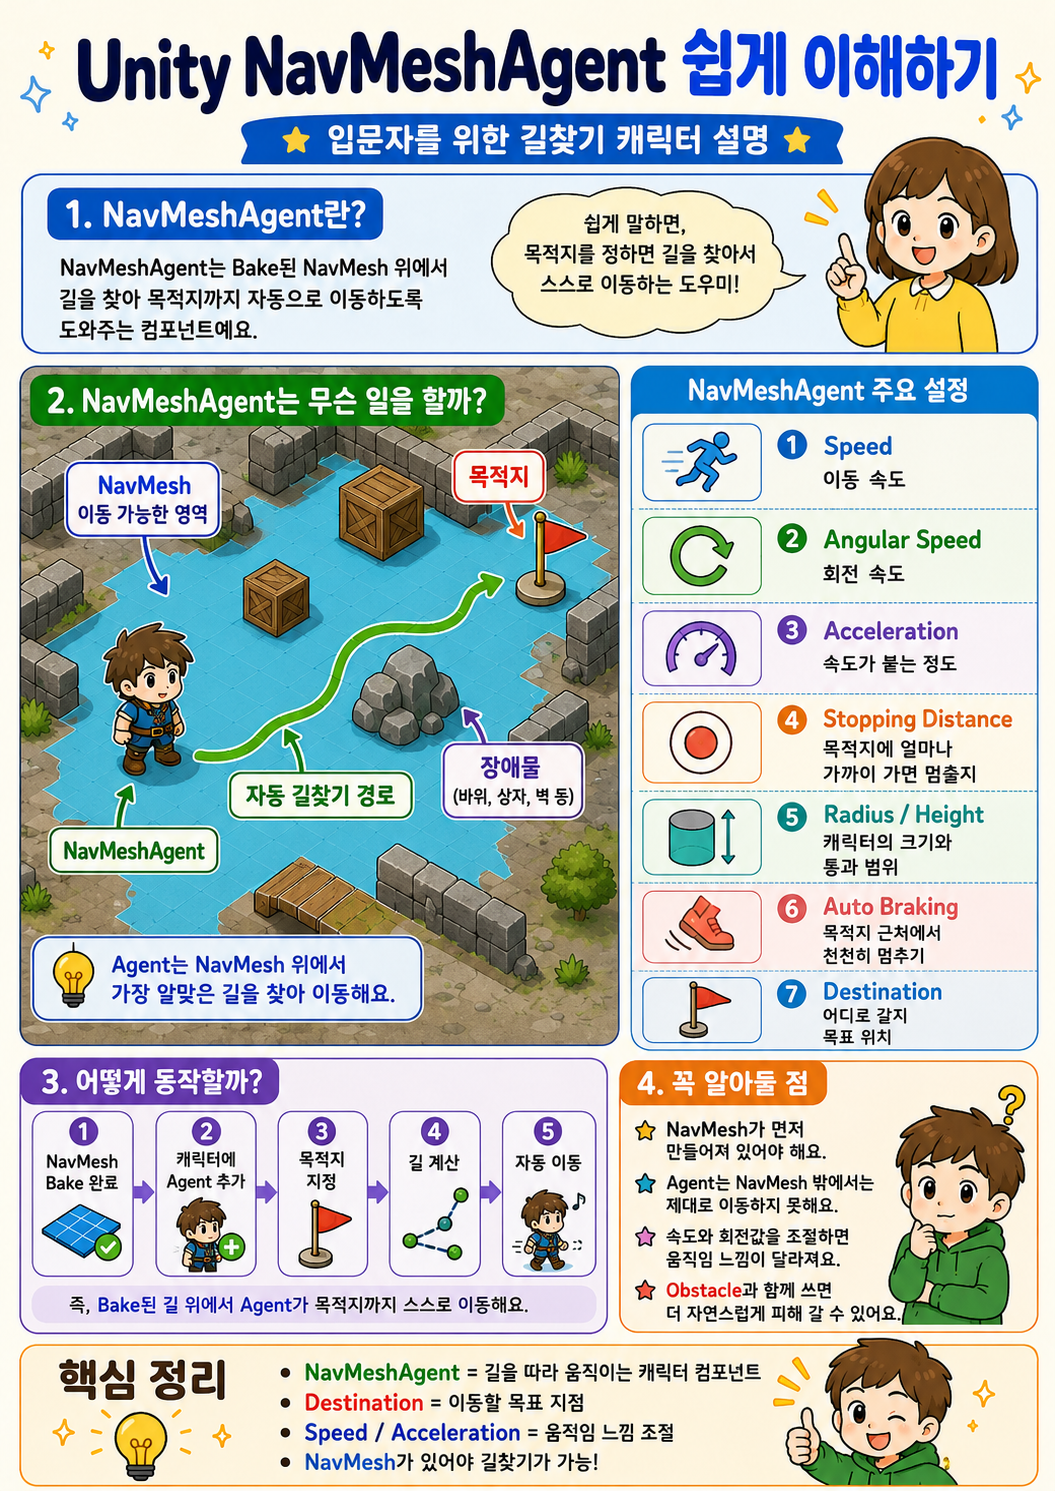 Unity NavMeshAgent 쉽게 이해하기
입문자를 위한 길찾기 캐릭터 설명
1. NavMeshAgent란?
NavMeshAgent는 Bake된 NavMesh 위에서
길을 찾아 목적지까지 자동으로 이동하도록
도와주는 컴포넌트예요.
쉽게 말하면,
목적지를 정하면 길을 찾아서
스스로 이동하는 도우미!
2. NavMeshAgent는 무슨 일을 할까?
NavMesh
이동 가능한 영역
목적지
장애물
(바위, 상자, 벽 등)
자동 길찾기 경로
NavMeshAgent
Agent는 NavMesh 위에서
가장 알맞은 길을 찾아 이동해요.
NavMeshAgent 주요 설정
1 Speed
이동 속도
2 Angular Speed
회전 속도
3 Acceleration
속도가 붙는 정도
4 Stopping Distance
목적지에 얼마나
가까이 가면 멈출지
5 Radius / Height
캐릭터의 크기와
통과 범위
6 Auto Braking
목적지 근처에서
천천히 멈추기
7 Destination
어디로 갈지
목표 위치
3. 어떻게 동작할까?
1
NavMesh
Bake 완료
2
캐릭터에
Agent 추가
3
목적지
지정
4
길 계산
5
자동 이동
즉, Bake된 길 위에서 Agent가 목적지까지 스스로 이동해요.
4. 꼭 알아둘 점
NavMesh가 먼저
만들어져 있어야 해요.
Agent는 NavMesh 밖에서는
제대로 이동하지 못해요.
속도와 회전값을 조절하면
움직임 느낌이 달라져요.
Obstacle과 함께 쓰면
더 자연스럽게 피해 갈 수 있어요.
?
핵심 정리
• NavMeshAgent = 길을 따라 움직이는 캐릭터 컴포넌트
• Destination = 이동할 목표 지점
• Speed / Acceleration = 움직임 느낌 조절
• NavMesh가 있어야 길찾기가 가능!